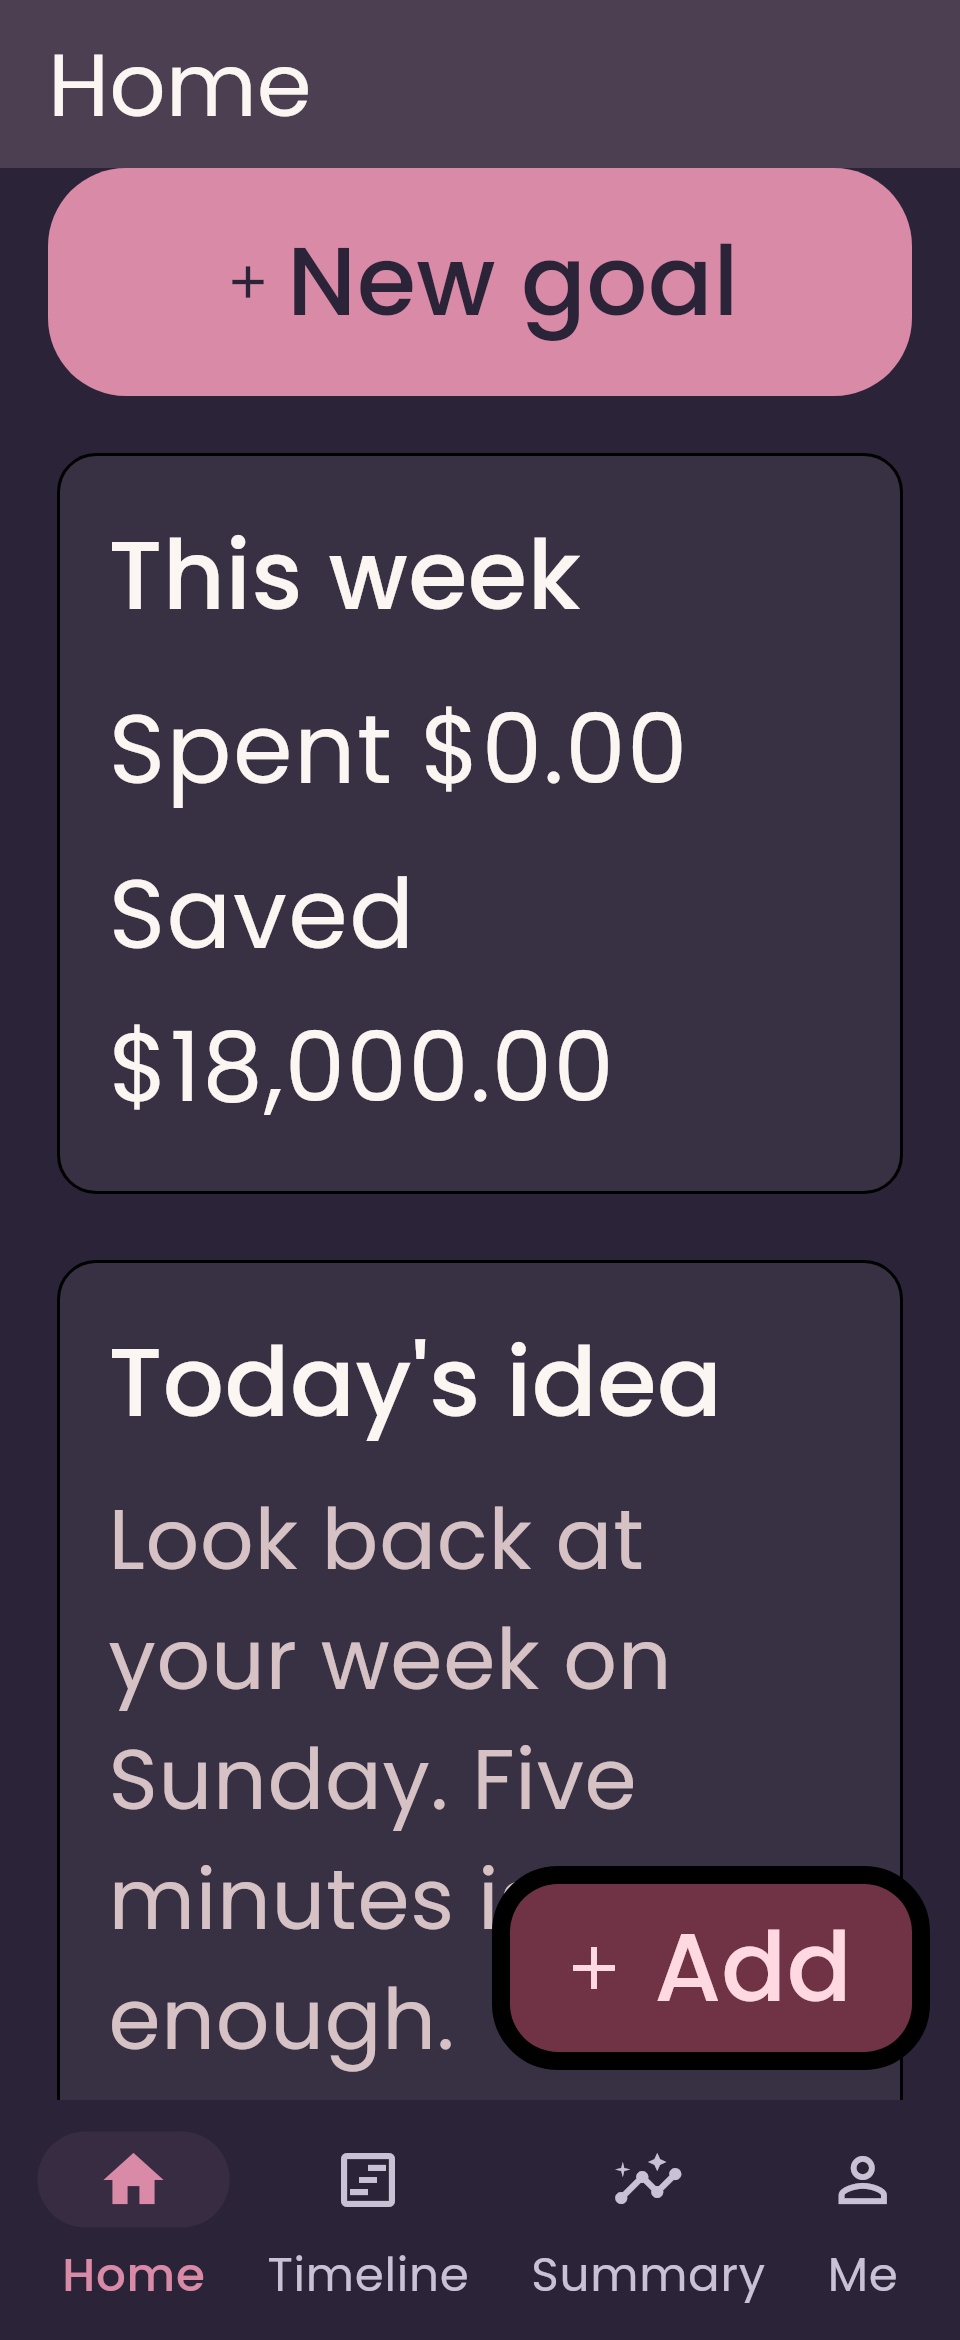 Home
+ New goal
This week
Spent $0.00
Saved
$18,000.00
Today's idea
Look back at
your week on
Sunday. Five
minutes
enough.
+ Add
Home
Timeline
Summary
Me